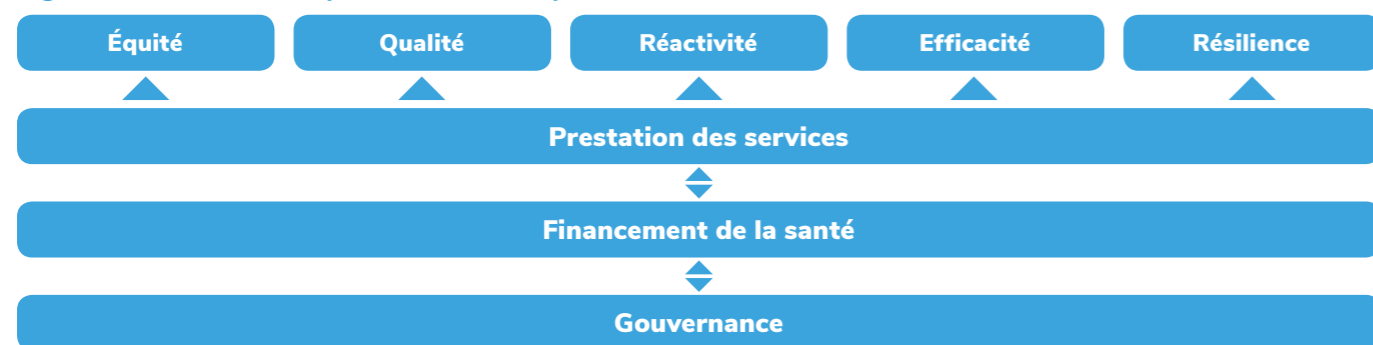 Équité
Qualité
Réactivité
Efficacité
Résilience
Prestation des services
Financement de la santé
Gouvernance